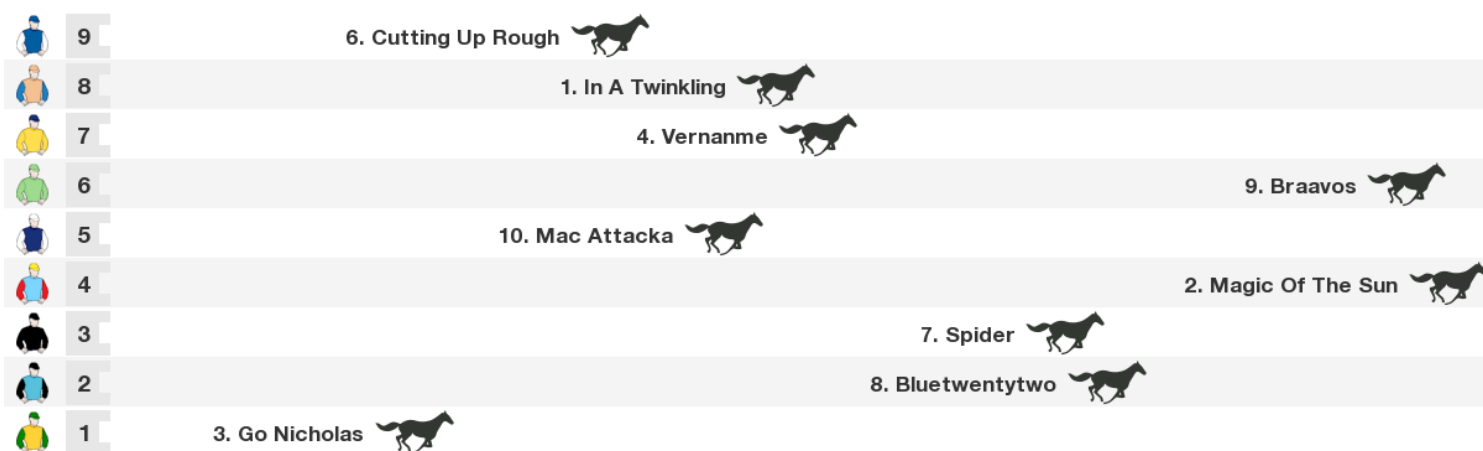 9 6. Cutting Up Rough
8 1. In A Twinkling
7 4. Vernanme
6 9. Braavos
5 10. Mac Attacka
4 2. Magic Of The Sun
3 7. Spider
2 8. Bluetwentytwo
1 3. Go Nicholas